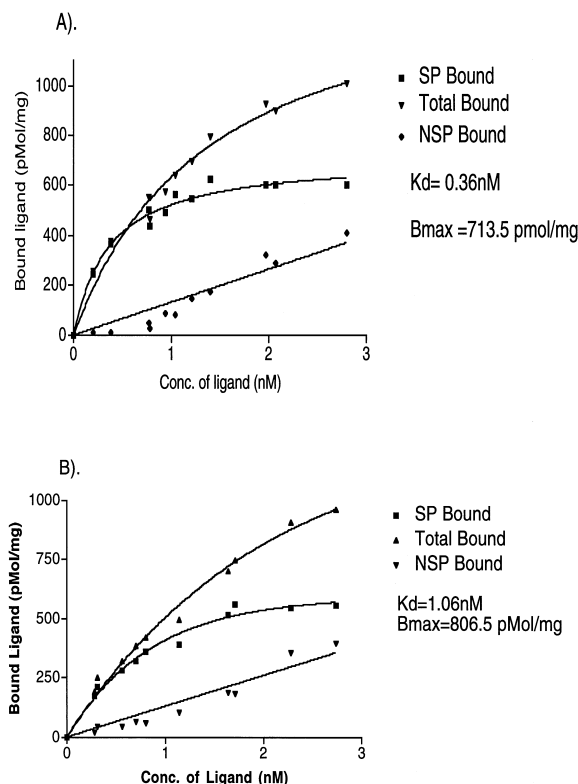 A).
1000
800
600
400
200
0
0 1 2 3
Bound ligand (pMol/mg)
Conc. of ligand (nM)
SP Bound
Total Bound
NSP Bound
Kd= 0.36nM
Bmax =713.5 pmol/mg
B).
1000
750
500
250
0
0 1 2 3
Bound Ligand (pMol/mg)
Conc. of Ligand (nM)
SP Bound
Total Bound
NSP Bound
Kd=1.06nM
Bmax=806.5 pMol/mg